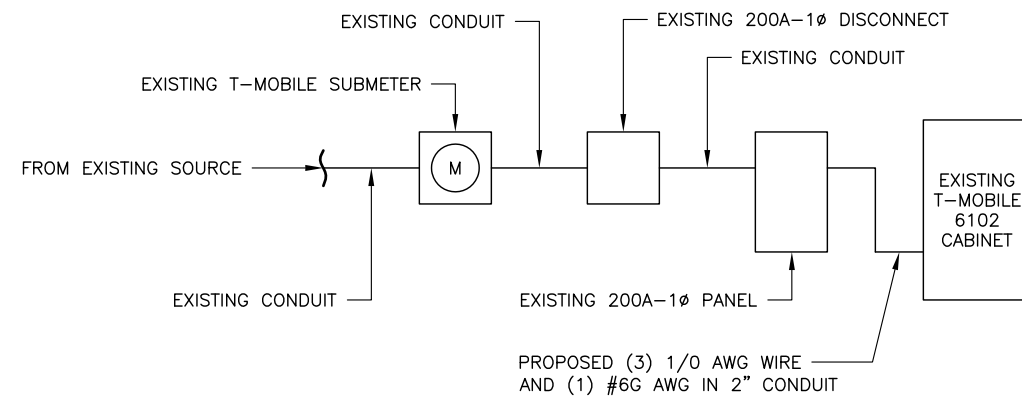 EXISTING CONDUIT
EXISTING 200A-1ø DISCONNECT
EXISTING CONDUIT
EXISTING T-MOBILE SUBMETER
FROM EXISTING SOURCE
M
EXISTING
T-MOBILE
6102
CABINET
EXISTING CONDUIT
EXISTING 200A-1ø PANEL
PROPOSED (3) 1/0 AWG WIRE
AND (1) #6G AWG IN 2” CONDUIT